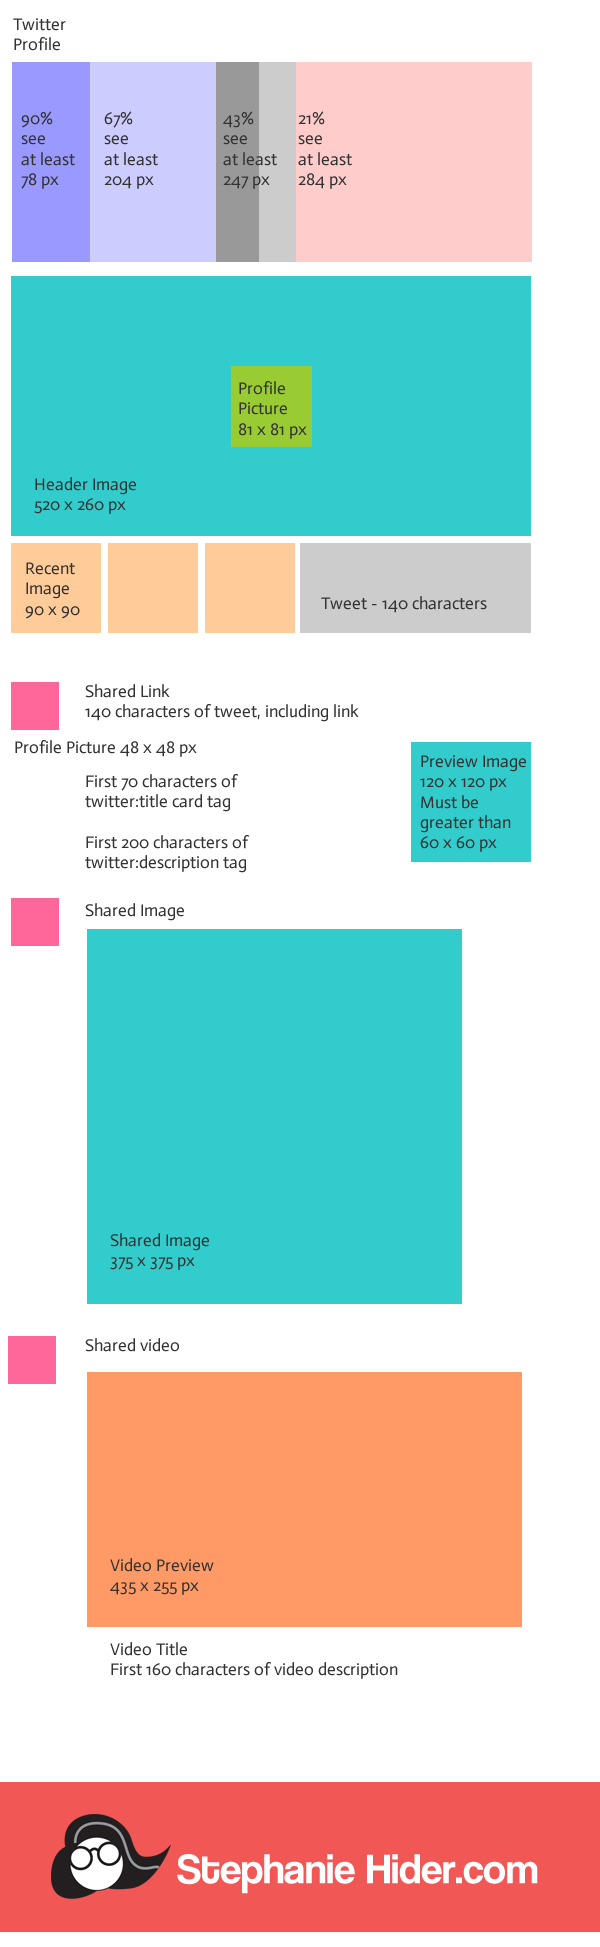 Twitter
Profile
90%
see
at least
78 px
67%
see
at least
204 px
43%
see
at least
247 px
21%
see
at least
284 px
Profile
Picture
81 x 81 px
Header Image
520 x 260 px
Recent
Image
90 x 90
Tweet - 140 characters
Shared Link
140 characters of tweet, including link
Profile Picture 48 x 48 px
First 70 characters of
twitter:title card tag
First 200 characters of
twitter:description tag
Preview Image
120 x 120 px
Must be
greater than
60 x 60 px
Shared Image
Shared Image
375 x 375 px
Shared video
Video Preview
435 x 255 px
Video Title
First 160 characters of video description
Stephanie Hider.com